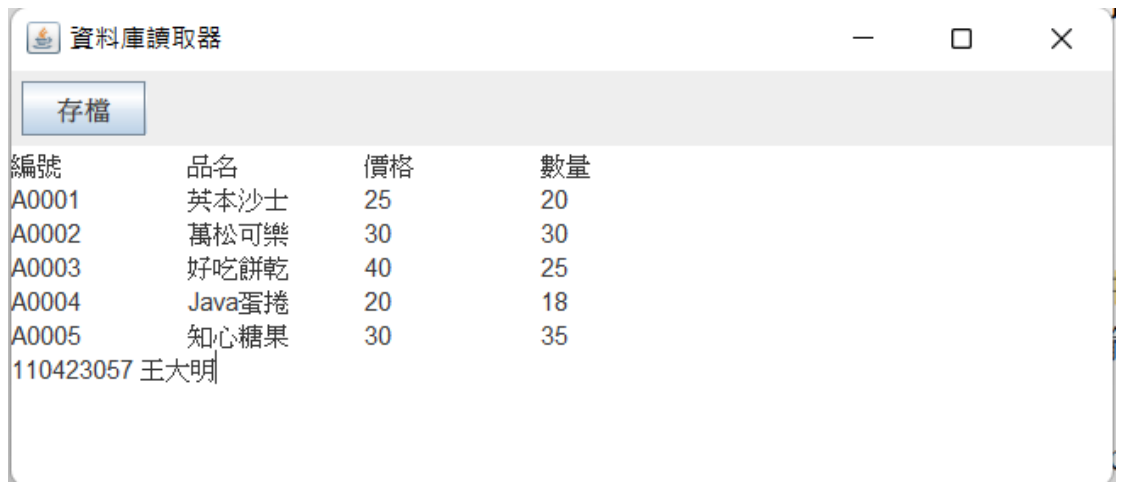 資料庫讀取器
存檔
編號 品名 價格 數量
A0001 英本沙士 25 20
A0002 萬松可樂 30 30
A0003 好吃餅乾 40 25
A0004 Java蛋捲 20 18
A0005 知心糖果 30 35
110423057 王大明